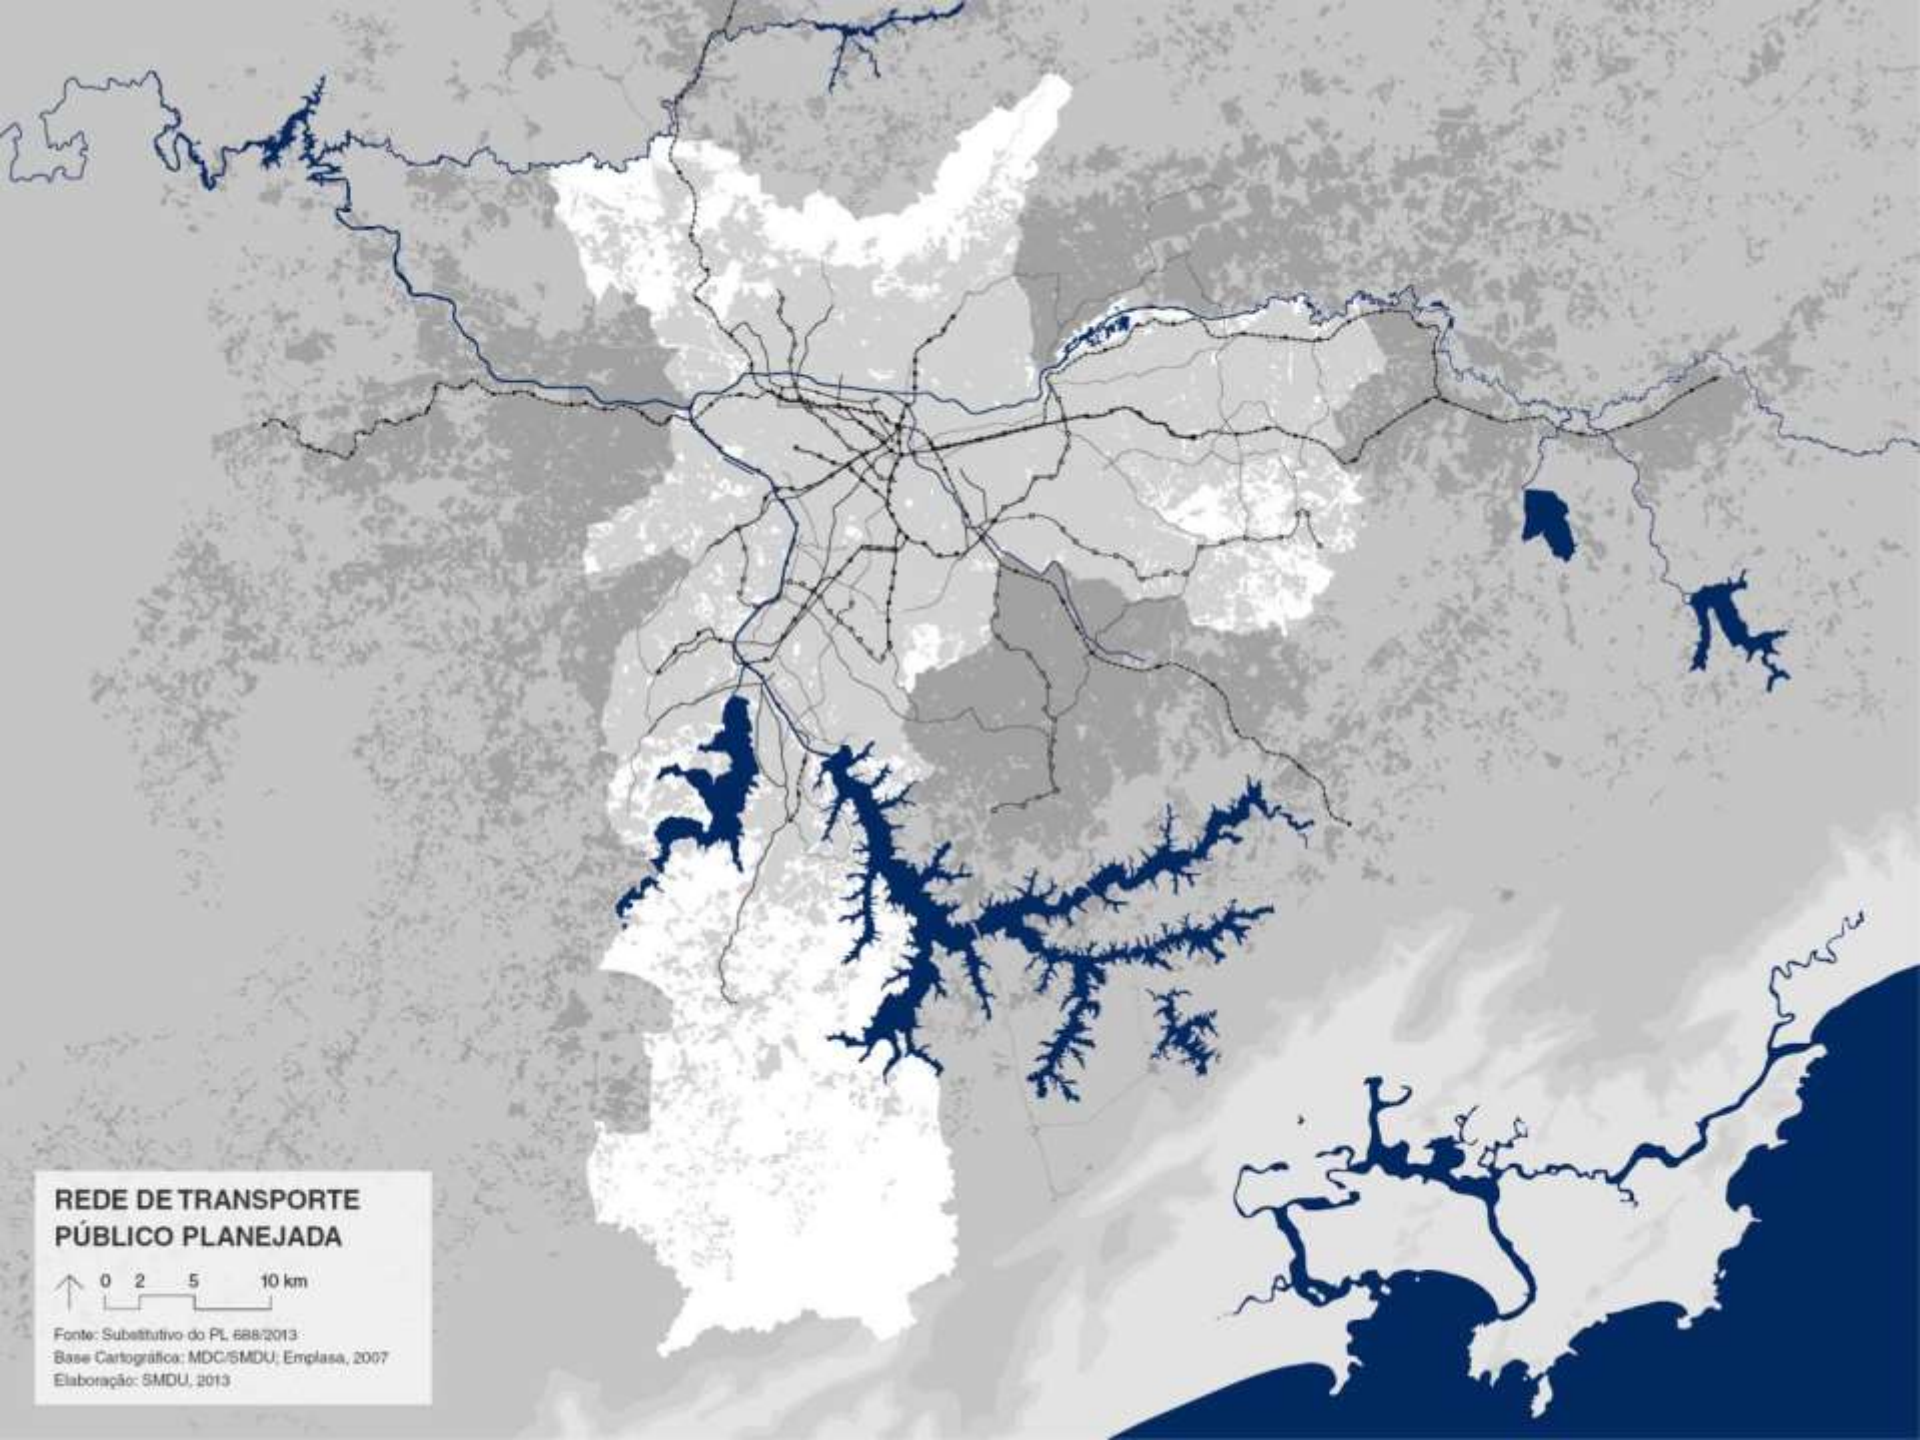 REDE DE TRANSPORTE
PÚBLICO PLANEJADA
0 2 5 10 km
Fonte: Substitutivo do PL 688/2013
Base Cartográfica: MDC/SMDU; Emplasa, 2007
Elaboração: SMDU, 2013